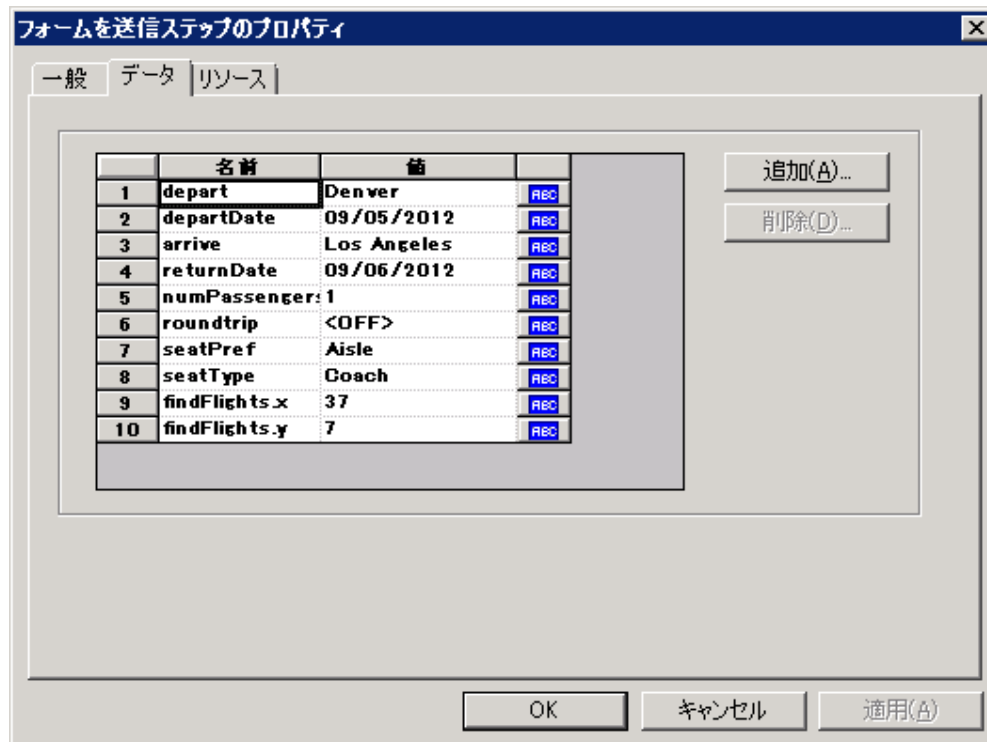 フォームを送信ステップのプロパティ
一般 データ リソース
名前 値
1 depart Denver ABC
2 departDate 09/05/2012 ABC
3 arrive Los Angeles ABC
4 returnDate 09/06/2012 ABC
5 numPassengers 1 ABC
6 roundtrip <OFF> ABC
7 seatPref Aisle ABC
8 seatType Coach ABC
9 findFlights.x 37 ABC
10 findFlights.y 7 ABC
追加(A)...
削除(D)...
OK キャンセル 適用(A)